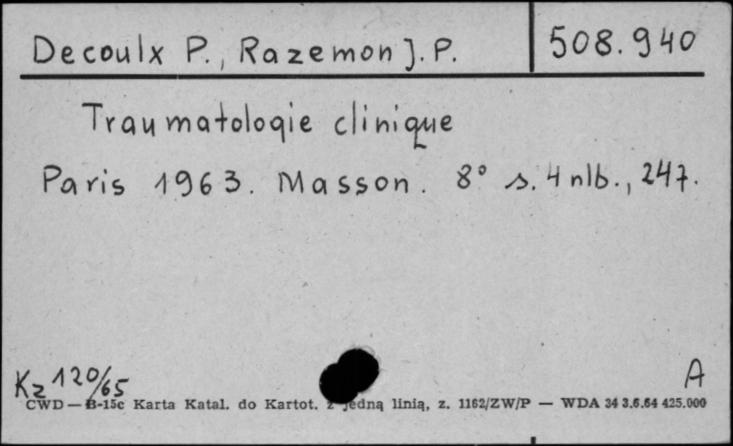 Decoulx P., Razemon J. P.
508.940
Traumatologie clinique
Paris 1963. Masson. 8° s. 4 nlb., 247.
Kz 120/65
A
CWD — B-15c Karta Katal. do Kartot. z jedną linią, z. 1162/ZW/P — WDA 34 3.6.64 425.000